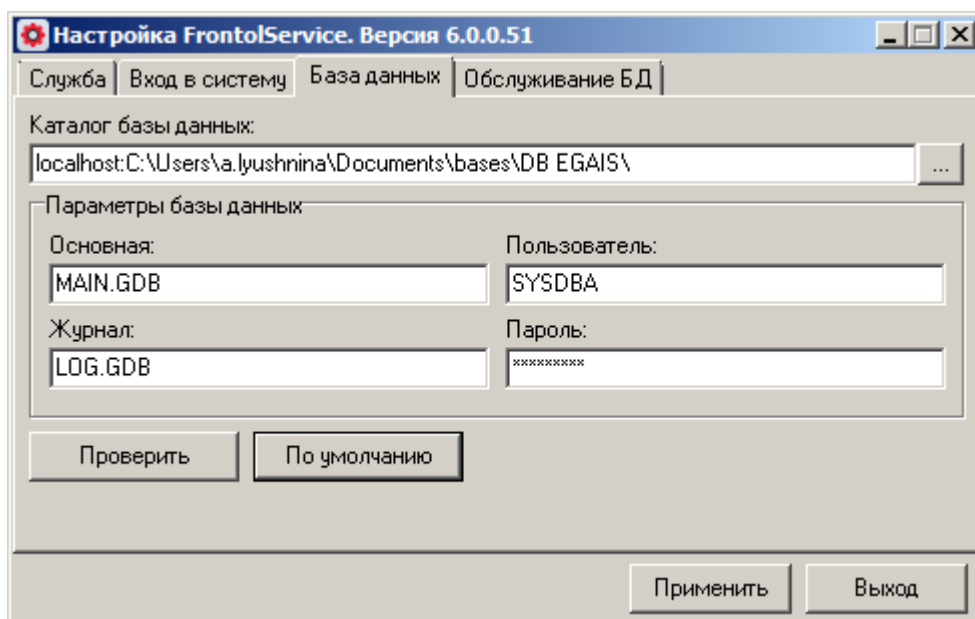 Настройка FrontolService. Версия 6.0.0.51
Служба Вход в систему База данных Обслуживание БД
Каталог базы данных:
localhost:C:\Users\a.lyushnina\Documents\bases\DB EGAIS\ ...
Параметры базы данных
Основная: Пользователь:
MAIN.GDB SYSDBA
Журнал: Пароль:
LOG.GDB *********
Проверить По умолчанию
Применить Выход